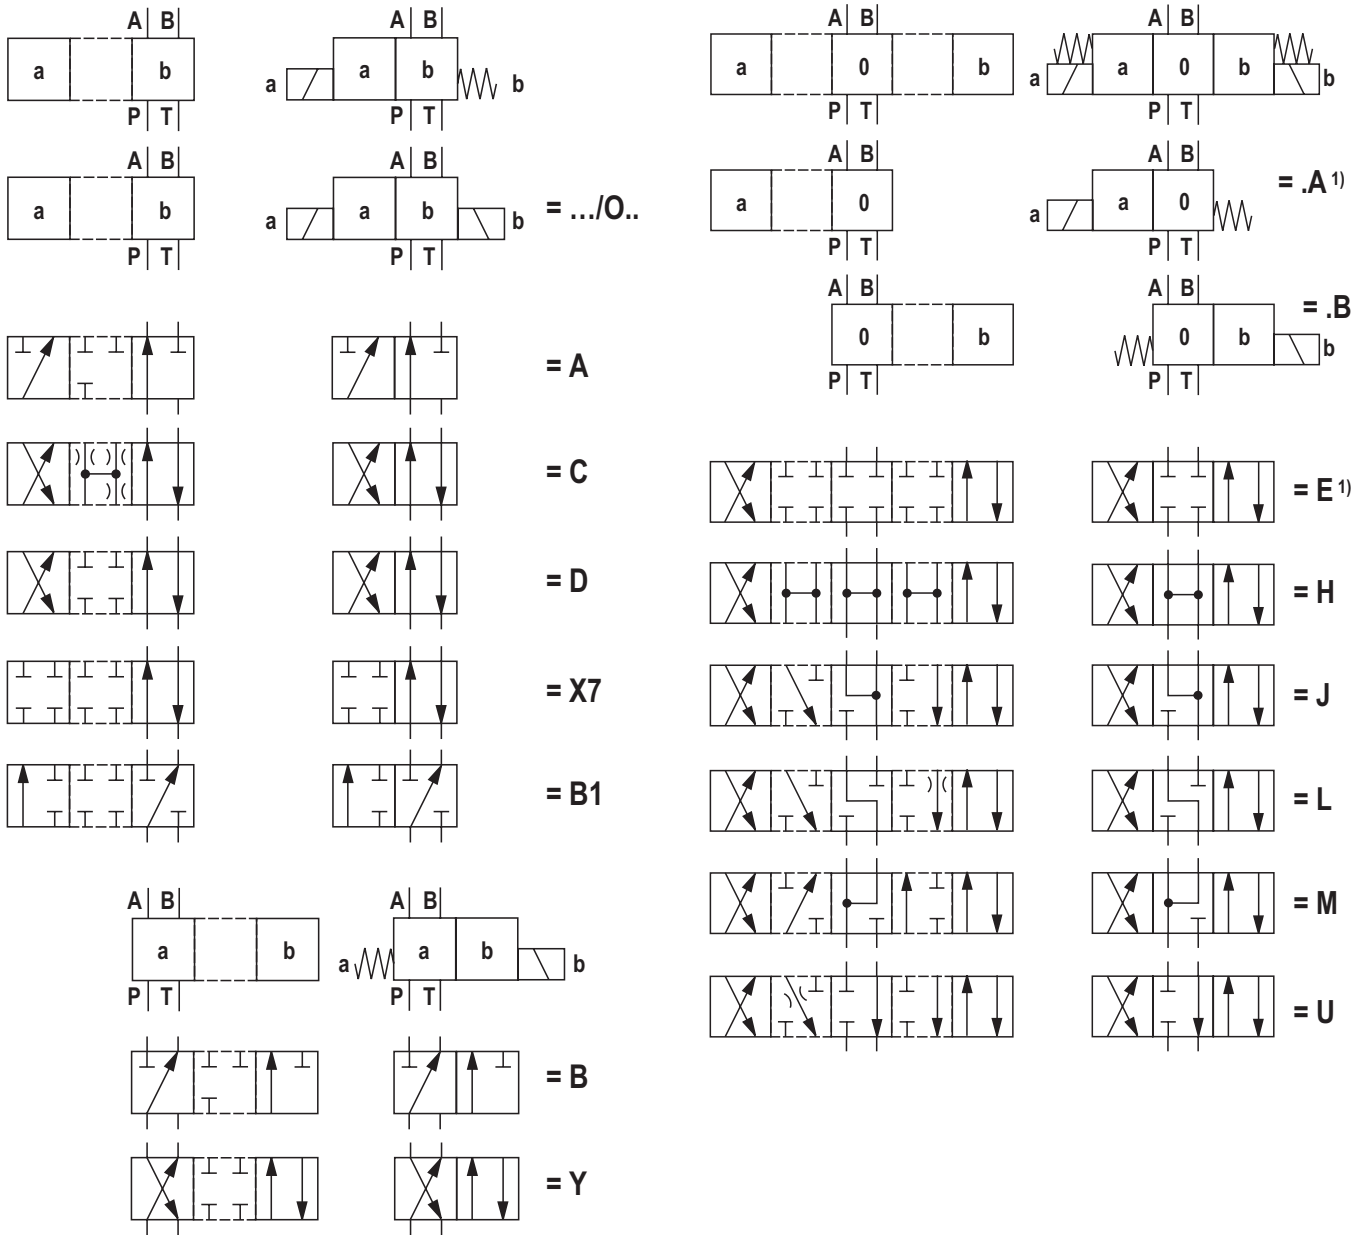 A B
a b
P T
A B
a a b b
P T
A B
a b
P T
A B
a a b b
P T
= .../O..
= A
= C
= D
= X7
= B1
A B
a b
P T
A B
a a b b
P T
= B
= Y
A B
a 0 b
P T
A B
a a 0 b b
P T
A B
a 0
P T
A B
a a 0
P T
= .A 1)
A B
0 b
P T
A B
0 b b
P T
= .B
= E 1)
= H
= J
= L
= M
= U